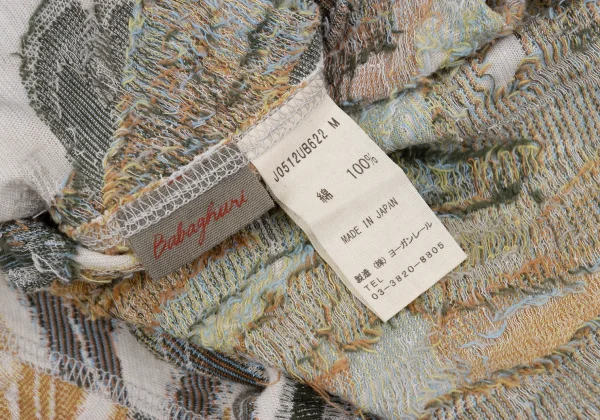 Babaghuri
J0512UB622 M
綿 100%
MADE IN JAPAN
製造 (株) ヨーガンレール
TEL
03-3820-8805